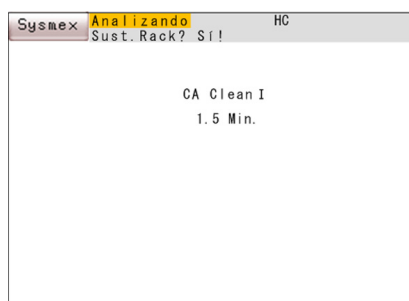 Sysmex Analizando HC
Sust.Rack? Sí!
CA Clean I
1.5 Min.